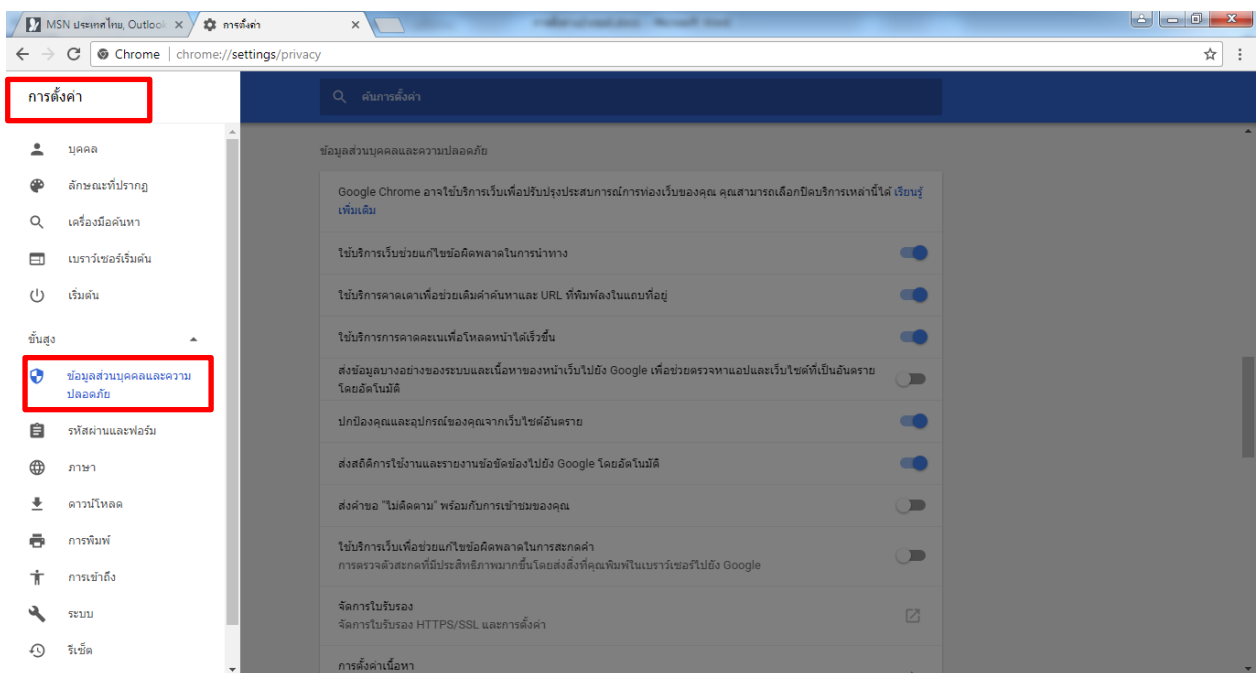 MSN ประเทศไทย, Outlook
การตั้งค่า
Chrome | chrome://settings/privacy
การตั้งค่า
ค้นการตั้งค่า
บุคคล
ลักษณะที่ปรากฏ
เครื่องมือค้นหา
เบราว์เซอร์เริ่มต้น
เริ่มต้น
ขั้นสูง
ข้อมูลส่วนบุคคลและความ
ปลอดภัย
รหัสผ่านและฟอร์ม
ภาษา
ดาวน์โหลด
การพิมพ์
การเข้าถึง
ระบบ
รีเซ็ต
ข้อมูลส่วนบุคคลและความปลอดภัย
Google Chrome อาจใช้บริการเว็บเพื่อปรับปรุงประสบการณ์การท่องเว็บของคุณ คุณสามารถเลือกปิดบริการเหล่านี้ได้ เรียนรู้
เพิ่มเติม
ใช้บริการเว็บช่วยแก้ไขข้อผิดพลาดในการนำทาง
ใช้บริการคาดเดาเพื่อช่วยเติมคำค้นหาและ URL ที่พิมพ์ลงในแถบที่อยู่
ใช้บริการการคาดคะเนเพื่อโหลดหน้าได้เร็วขึ้น
ส่งข้อมูลบางอย่างของระบบและเนื้อหาของหน้าเว็บไปยัง Google เพื่อช่วยตรวจหาแอปและเว็บไซต์ที่เป็นอันตราย
โดยอัตโนมัติ
ปกป้องคุณและอุปกรณ์ของคุณจากเว็บไซต์อันตราย
ส่งสถิติการใช้งานและรายงานข้อขัดข้องไปยัง Google โดยอัตโนมัติ
ส่งคำขอ "ไม่ติดตาม" พร้อมกับการเข้าชมของคุณ
ใช้บริการเว็บเพื่อช่วยแก้ไขข้อผิดพลาดในการสะกดคำ
การตรวจตัวสะกดที่มีประสิทธิภาพมากขึ้นโดยส่งสิ่งที่คุณพิมพ์ในเบราว์เซอร์ไปยัง Google
จัดการใบรับรอง
จัดการใบรับรอง HTTPS/SSL และการตั้งค่า
การตั้งค่าเนื้อหา